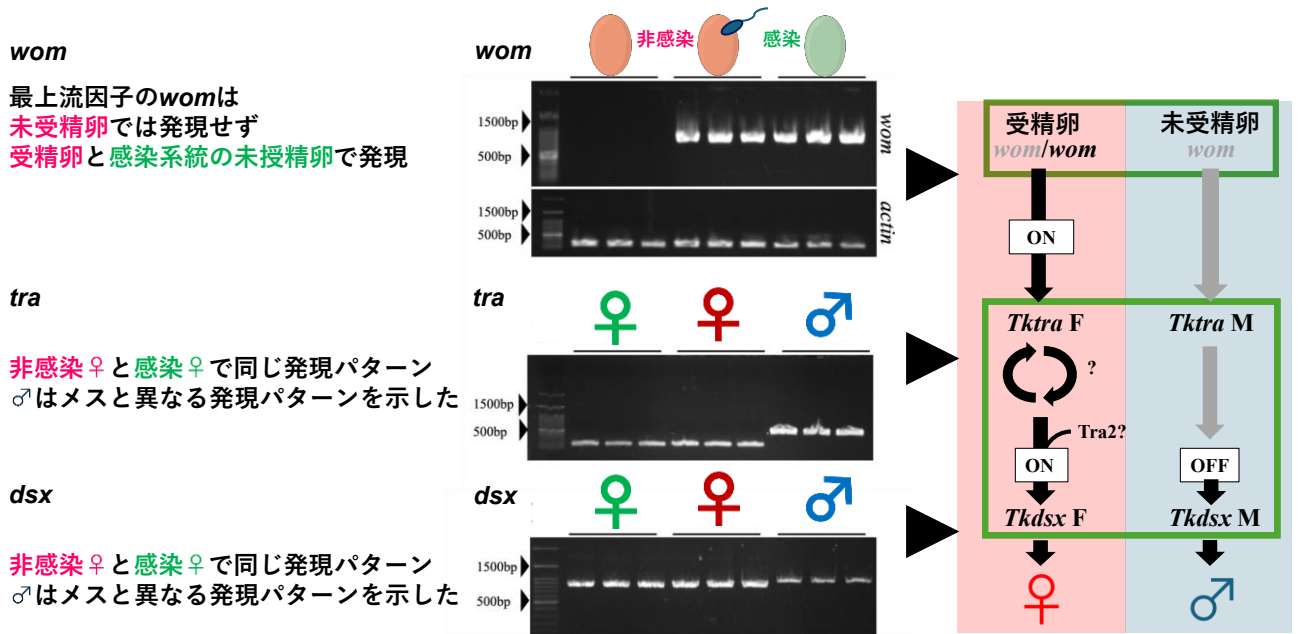 wom
最上流因子のwomは
未受精卵では発現せず
受精卵と感染系統の未授精卵で発現
wom
非感染
感染
1500bp
500bp
wom
1500bp
500bp
actin
tra
非感染♀と感染♀で同じ発現パターン
♂はメスと異なる発現パターンを示した
tra
♀
♀
♂
1500bp
500bp
dsx
非感染♀と感染♀で同じ発現パターン
♂はメスと異なる発現パターンを示した
dsx
♀
♀
♂
1500bp
500bp
受精卵
wom/wom
未受精卵
wom
ON
Tktra F
Tktra M
?
Tra2?
ON
OFF
Tkdsx F
Tkdsx M
♀
♂